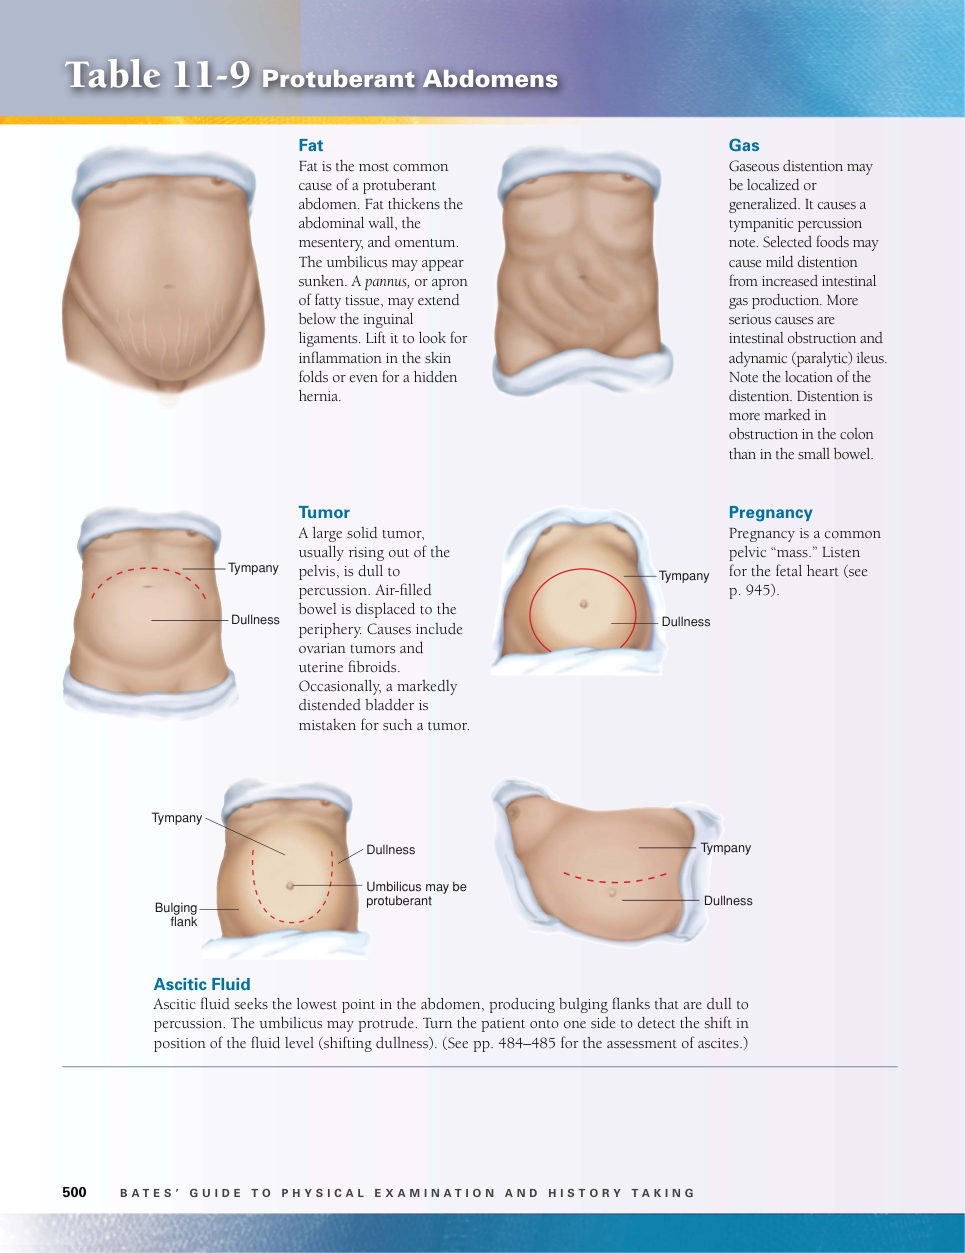 Table 11-9 Protuberant Abdomens
Fat
Fat is the most common
cause of a protuberant
abdomen. Fat thickens the
abdominal wall, the
mesentery, and omentum.
The umbilicus may appear
sunken. A pannus, or apron
of fatty tissue, may extend
below the inguinal
ligaments. Lift it to look for
inflammation in the skin
folds or even for a hidden
hernia.
Gas
Gaseous distention may
be localized or
generalized. It causes a
tympanitic percussion
note. Selected foods may
cause mild distention
from increased intestinal
gas production. More
serious causes are
intestinal obstruction and
adynamic (paralytic) ileus.
Note the location of the
distention. Distention is
more marked in
obstruction in the colon
than in the small bowel.
Tympany
Dullness
Tumor
A large solid tumor,
usually rising out of the
pelvis, is dull to
percussion. Air-filled
bowel is displaced to the
periphery. Causes include
ovarian tumors and
uterine fibroids.
Occasionally, a markedly
distended bladder is
mistaken for such a tumor.
Tympany
Dullness
Pregnancy
Pregnancy is a common
pelvic “mass.” Listen
for the fetal heart (see
p. 945).
Tympany
Dullness
Umbilicus may be
protuberant
Bulging
flank
Tympany
Dullness
Ascitic Fluid
Ascitic fluid seeks the lowest point in the abdomen, producing bulging flanks that are dull to
percussion. The umbilicus may protrude. Turn the patient onto one side to detect the shift in
position of the fluid level (shifting dullness). (See pp. 484–485 for the assessment of ascites.)
500 BATES’ GUIDE TO PHYSICAL EXAMINATION AND HISTORY TAKING